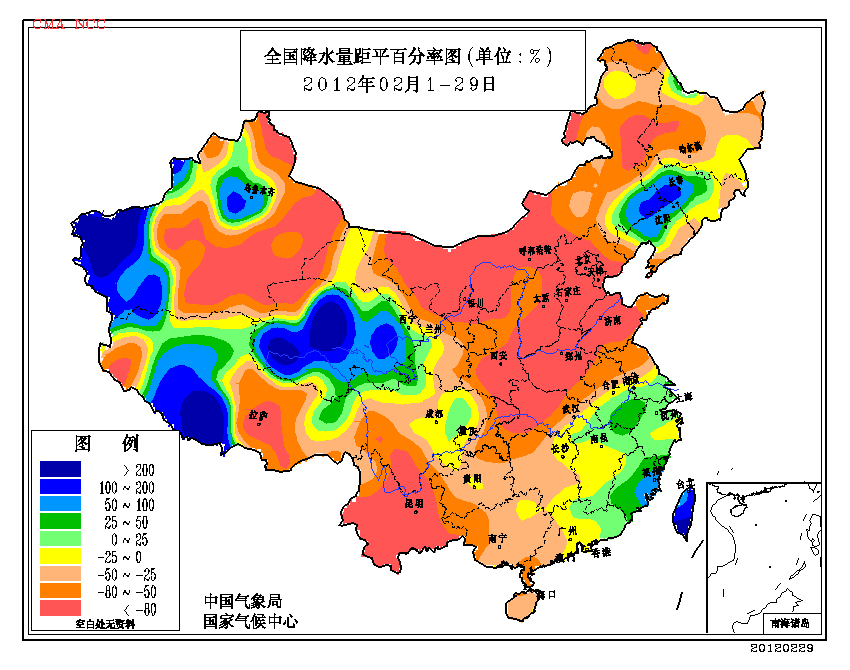 CMA NCC
全国降水量距平百分率图(单位:%)
2012年02月1-29日
哈尔滨
长春
乌鲁木齐
沈阳
呼和浩特
北京
天津
银川
太原
石家庄
西宁
兰州
济南
西安
郑州
合肥
南京
上海
拉萨
成都
武汉
杭州
重庆
南昌
长沙
贵阳
福州
台北
昆明
南宁
广州
澳门
香港
海口
图 例
> 200
100 ~ 200
50 ~ 100
25 ~ 50
0 ~ 25
-25 ~ 0
-50 ~ -25
-80 ~ -50
< -80
空白处无资料
中国气象局
国家气候中心
南海诸岛
20120229